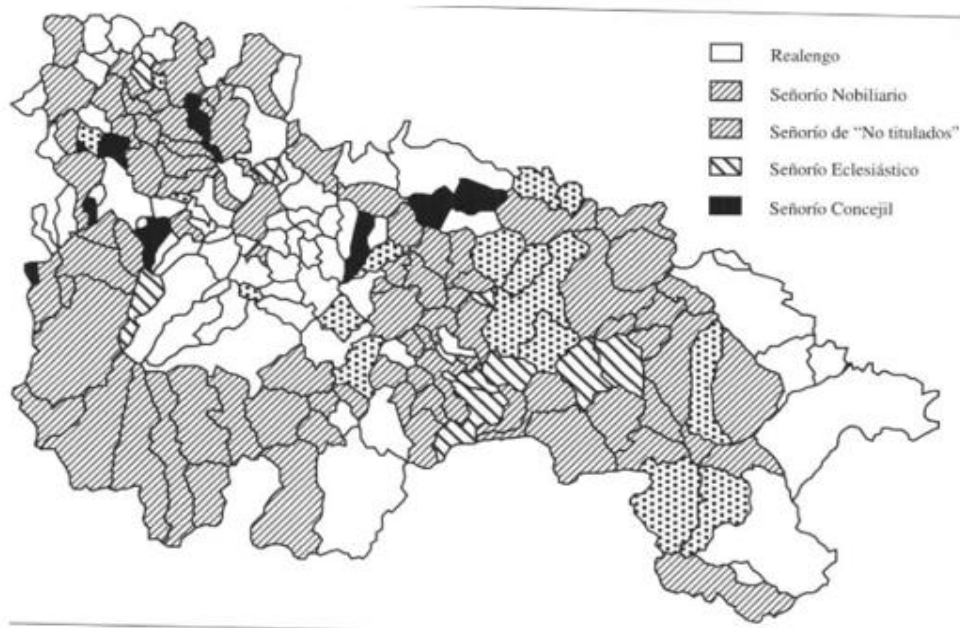 Realengo
Señorío Nobiliario
Señorío de “No titulados”
Señorío Eclesiástico
Señorío Concejil